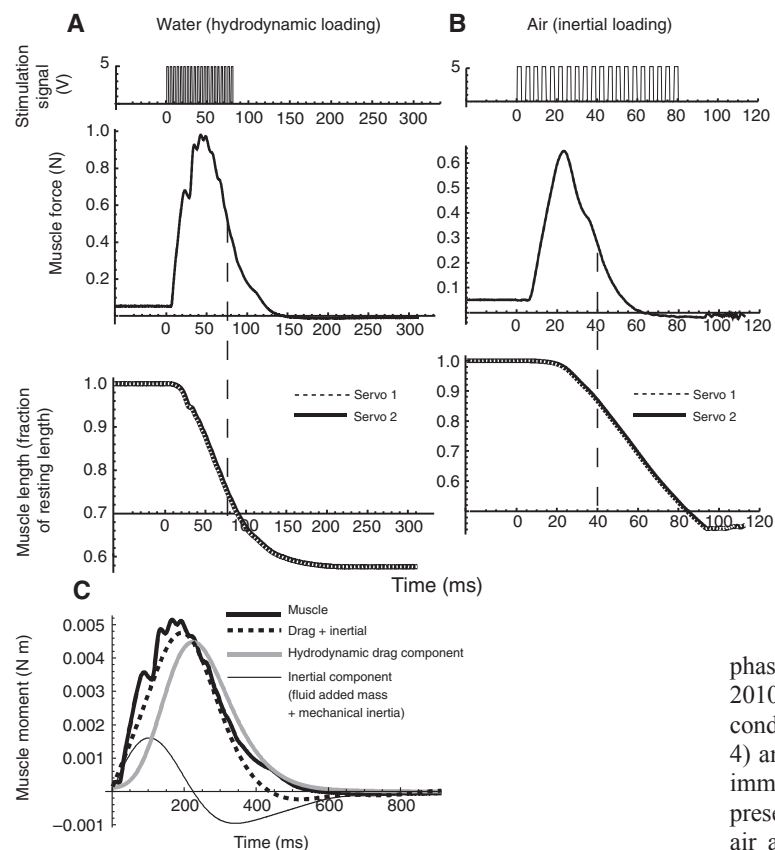 A Water (hydrodynamic loading)
B Air (inertial loading)
Stimulation
signal
(V)
5
0 50 100 150 200 250 300
5
0 20 40 60 80 100 120
Muscle force (N)
1.0
0.8
0.6
0.4
0.2
0 50 100 150 200 250 300
0.6
0.5
0.4
0.3
0.2
0.1
0 20 40 60 80 100 120
Muscle length (fraction
of resting length)
1.0
0.9
0.8
0.7
0.6
0 50 100 150 200 250 300
Servo 1
Servo 2
1.0
0.9
0.8
0.7
0.6
0 20 40 60 80 100 120
Servo 1
Servo 2
Time (ms)
C
Muscle moment (N m)
0.005
0.004
0.003
0.002
0.001
–0.001
200 400 600 800
Time (ms)
Muscle
Drag + inertial
Hydrodynamic drag component
Inertial component
(fluid added mass
+ mechanical inertia)
phas
2010
cond
4) ar
imm
prese
air a